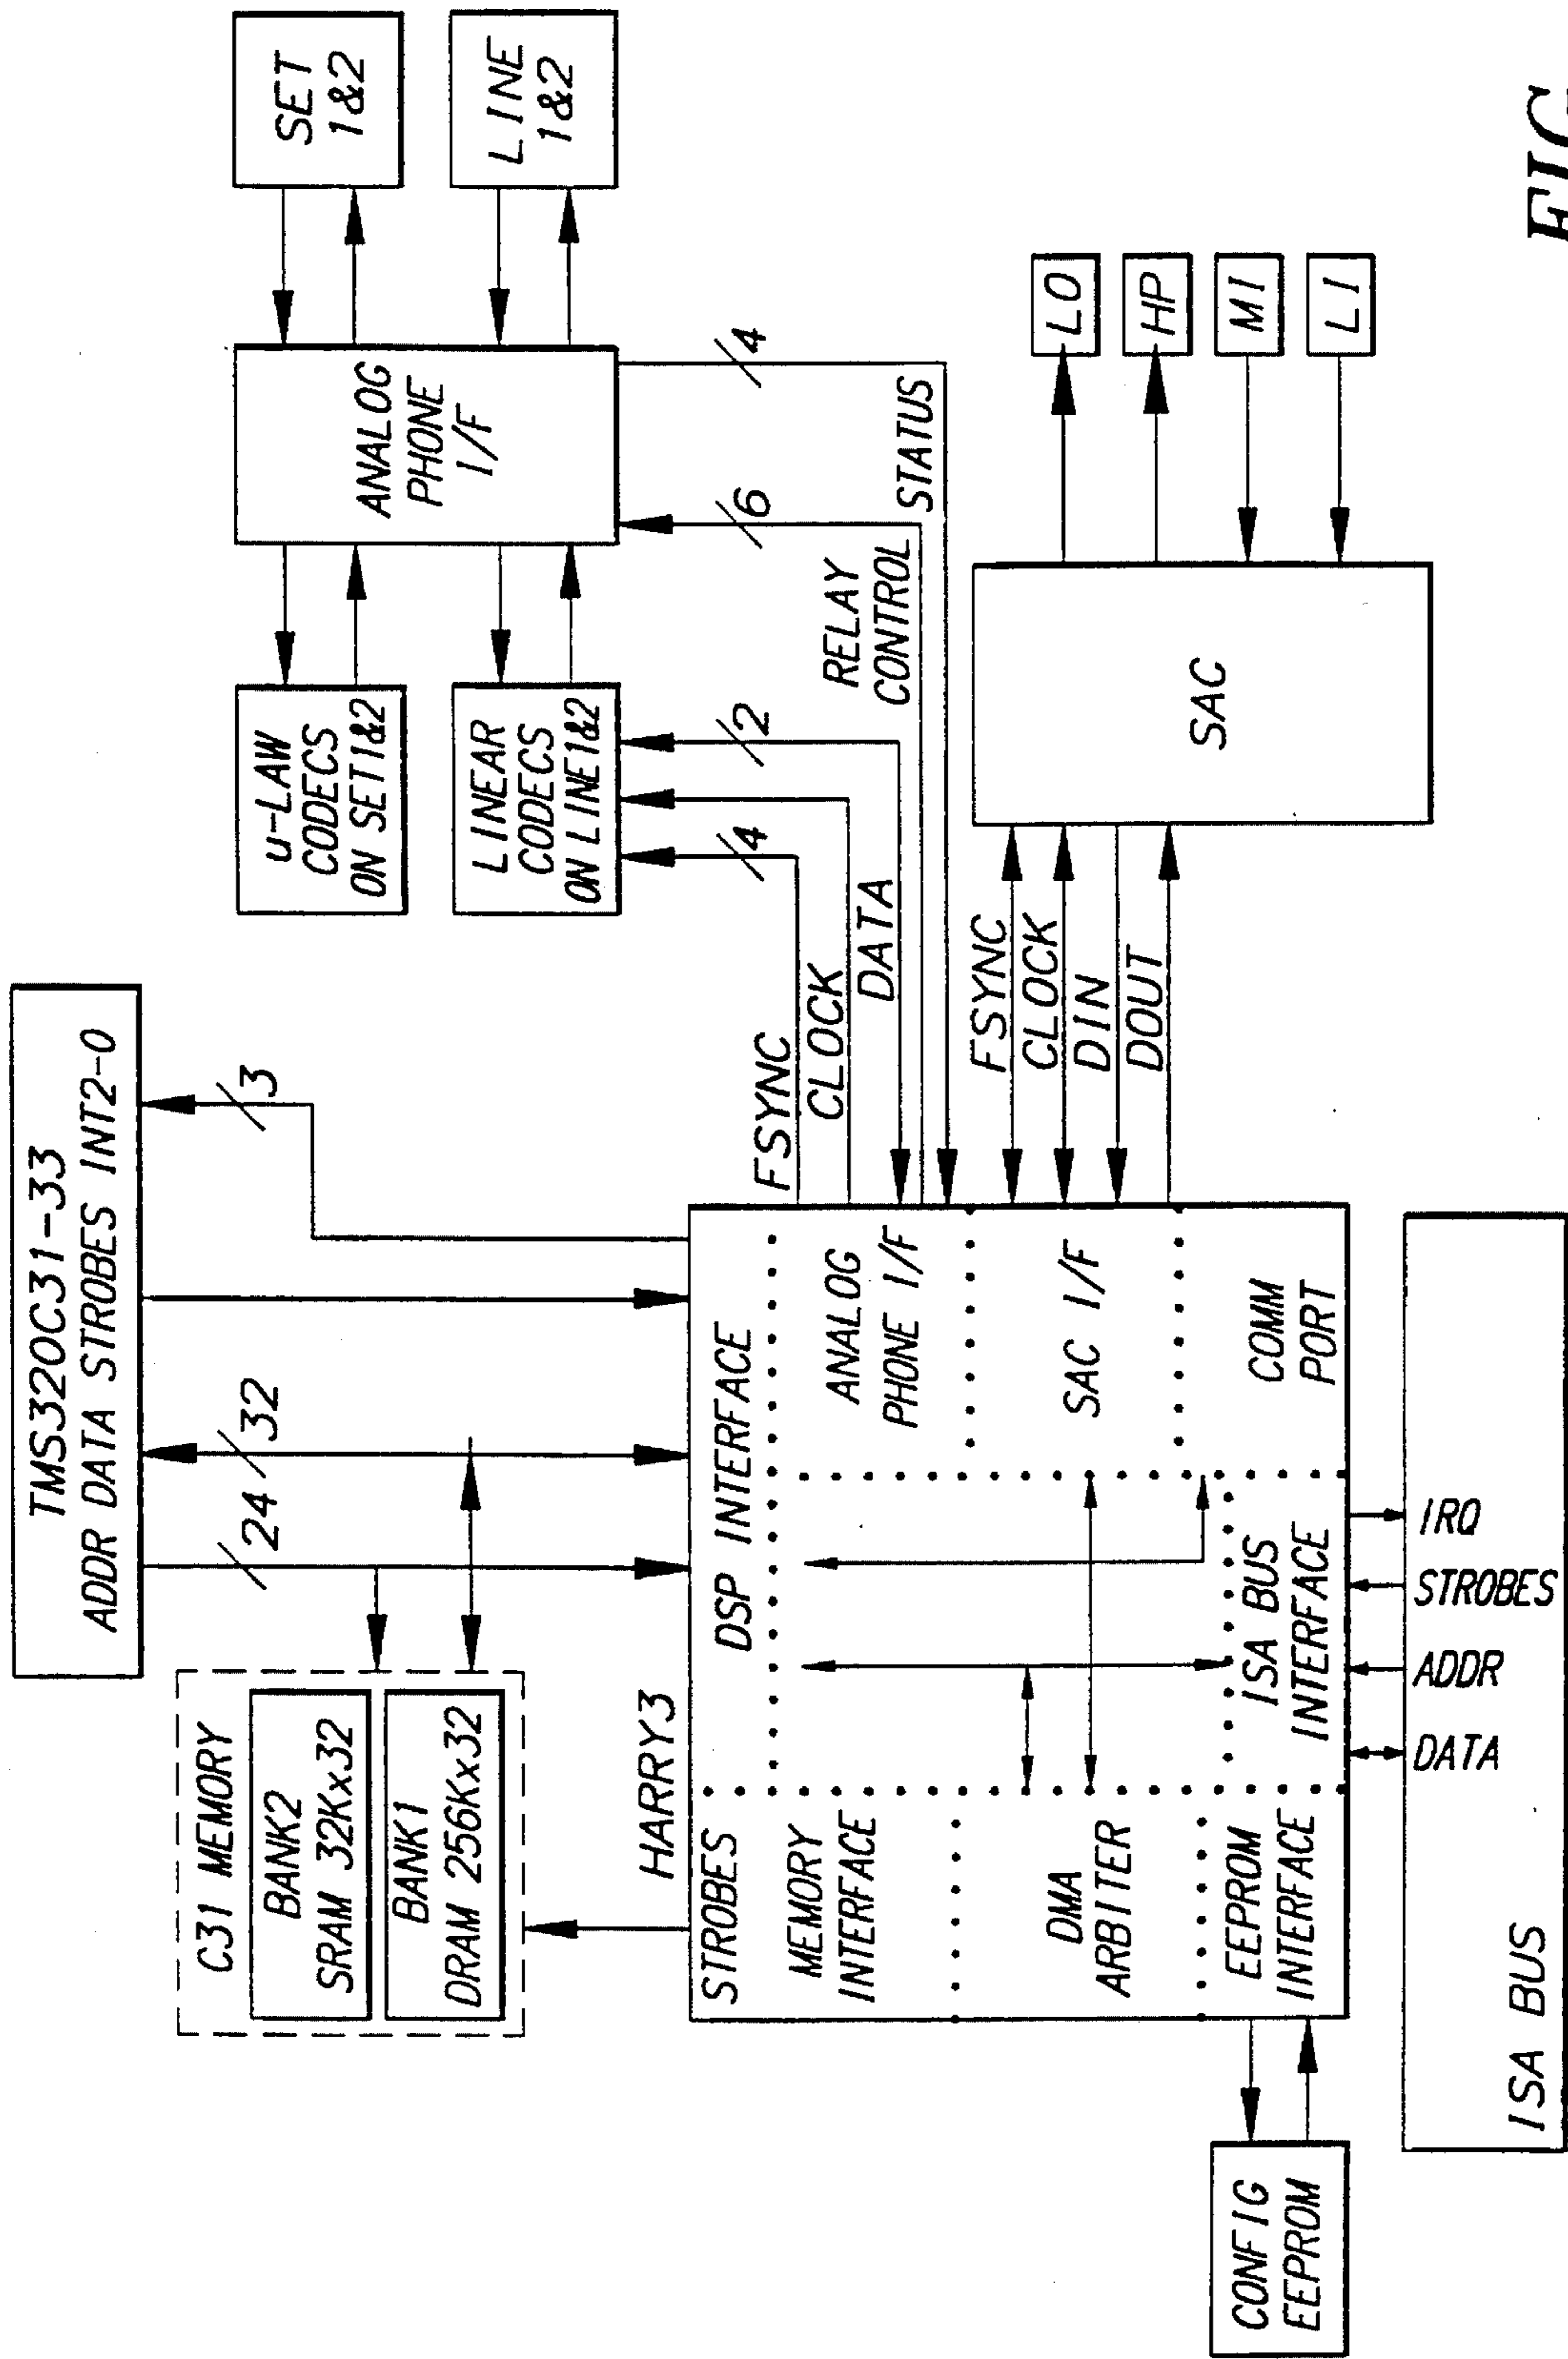 TMS320C31-33
ADDR DATA STROBES INT2-0
24
32
3
C31 MEMORY
BANK2
SRAM 32Kx32
BANK1
DRAM 256Kx32
HARRY3
STROBES
DSP INTERFACE
MEMORY
INTERFACE
DMA
ARBITER
EEPROM
INTERFACE
ISA BUS
INTERFACE
ANALOG
PHONE I/F
SAC I/F
COMM
PORT
CONFIG
EEPROM
DATA
ADDR
STROBES
IRQ
ISA BUS
u-LAW
CODECS
ON SET1&2
LINEAR
CODECS
ON LINE1&2
ANALOG
PHONE
I/F
SET
1&2
LINE
1&2
4
2
6
4
FSYNC
CLOCK
DATA
RELAY
CONTROL
STATUS
FSYNC
CLOCK
DIN
DOUT
SAC
LO
HP
MI
LI
FIG